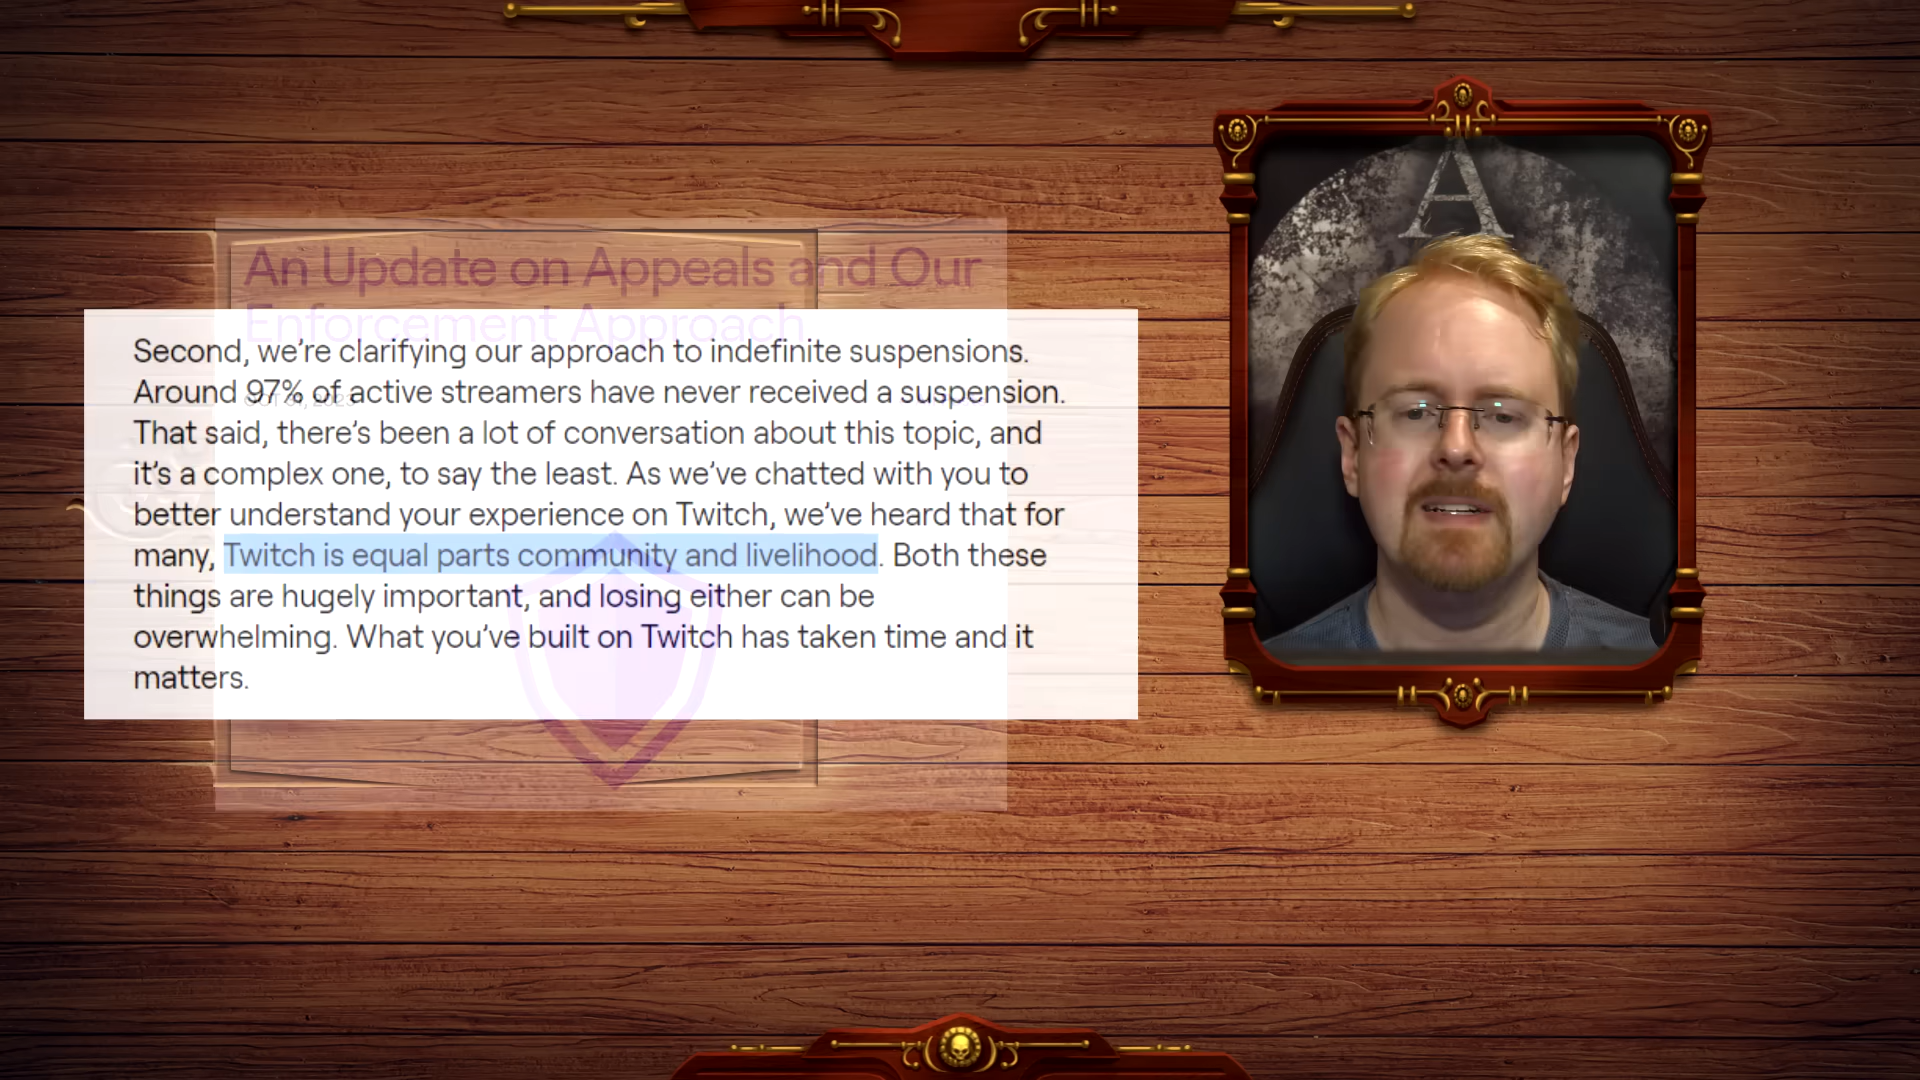 An Update on Appeals and Our
Enforcement Approach
Second, we're clarifying our approach to indefinite suspensions.
Around 97% of active streamers have never received a suspension.
That said, there's been a lot of conversation about this topic, and
it's a complex one, to say the least. As we've chatted with you to
better understand your experience on Twitch, we've heard that for
many, Twitch is equal parts community and livelihood. Both these
things are hugely important, and losing either can be
overwhelming. What you've built on Twitch has taken time and it
matters.
A